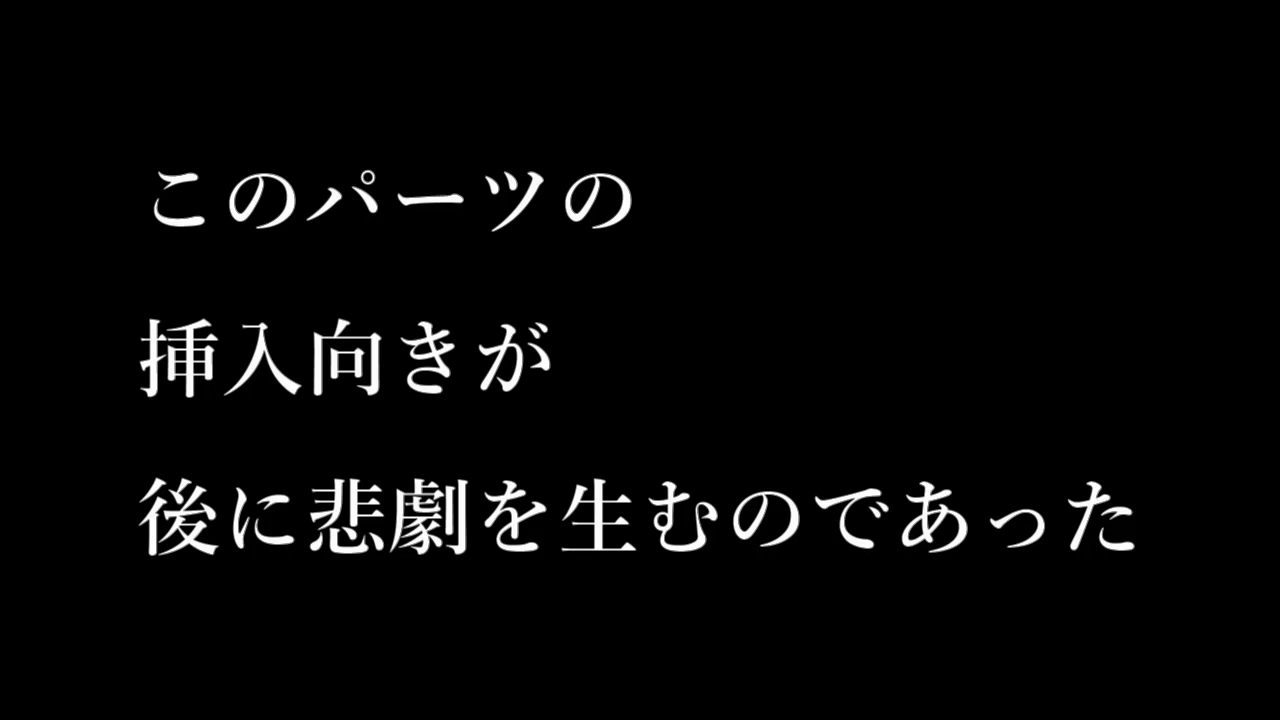 このパーツの
挿入向きが
後に悲劇を生むのであった